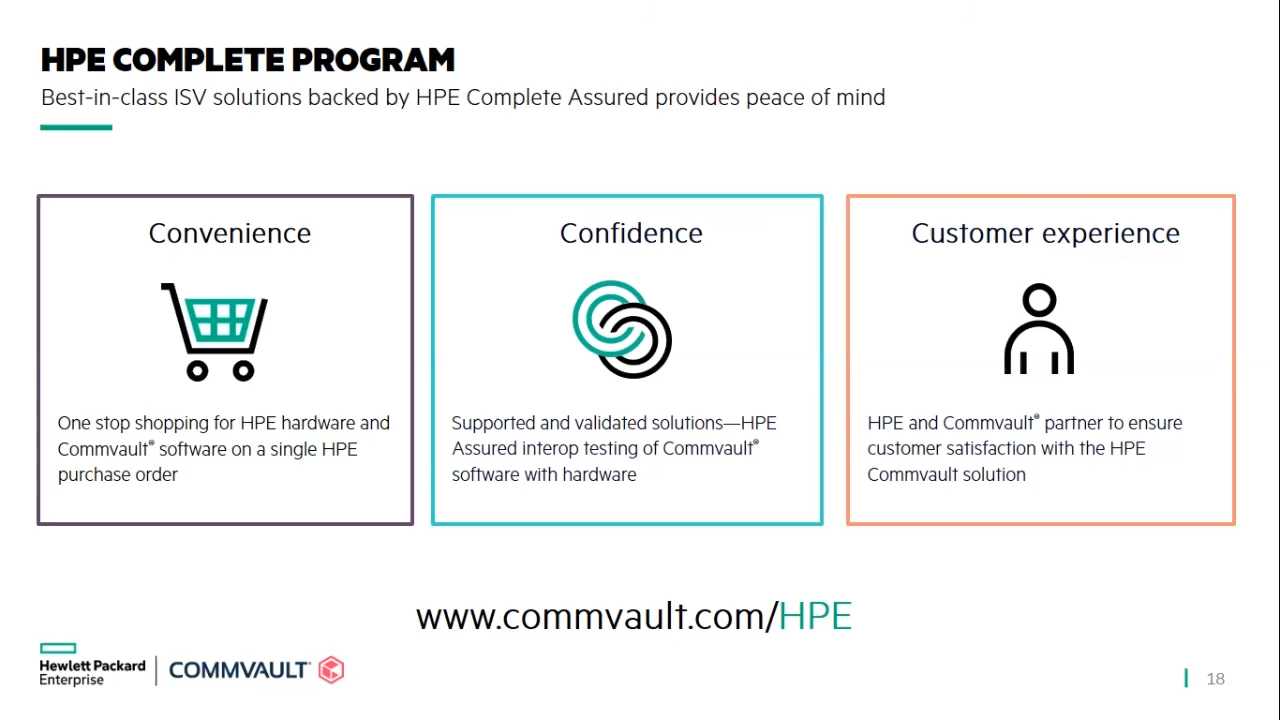 HPE COMPLETE PROGRAM
Best-in-class ISV solutions backed by HPE Complete Assured provides peace of mind
Convenience
One stop shopping for HPE hardware and
Commvault® software on a single HPE
purchase order
Confidence
Supported and validated solutions—HPE
Assured interop testing of Commvault®
software with hardware
Customer experience
HPE and Commvault® partner to ensure
customer satisfaction with the HPE
Commvault solution
www.commvault.com/HPE
Hewlett Packard
Enterprise
COMMVAULT
18